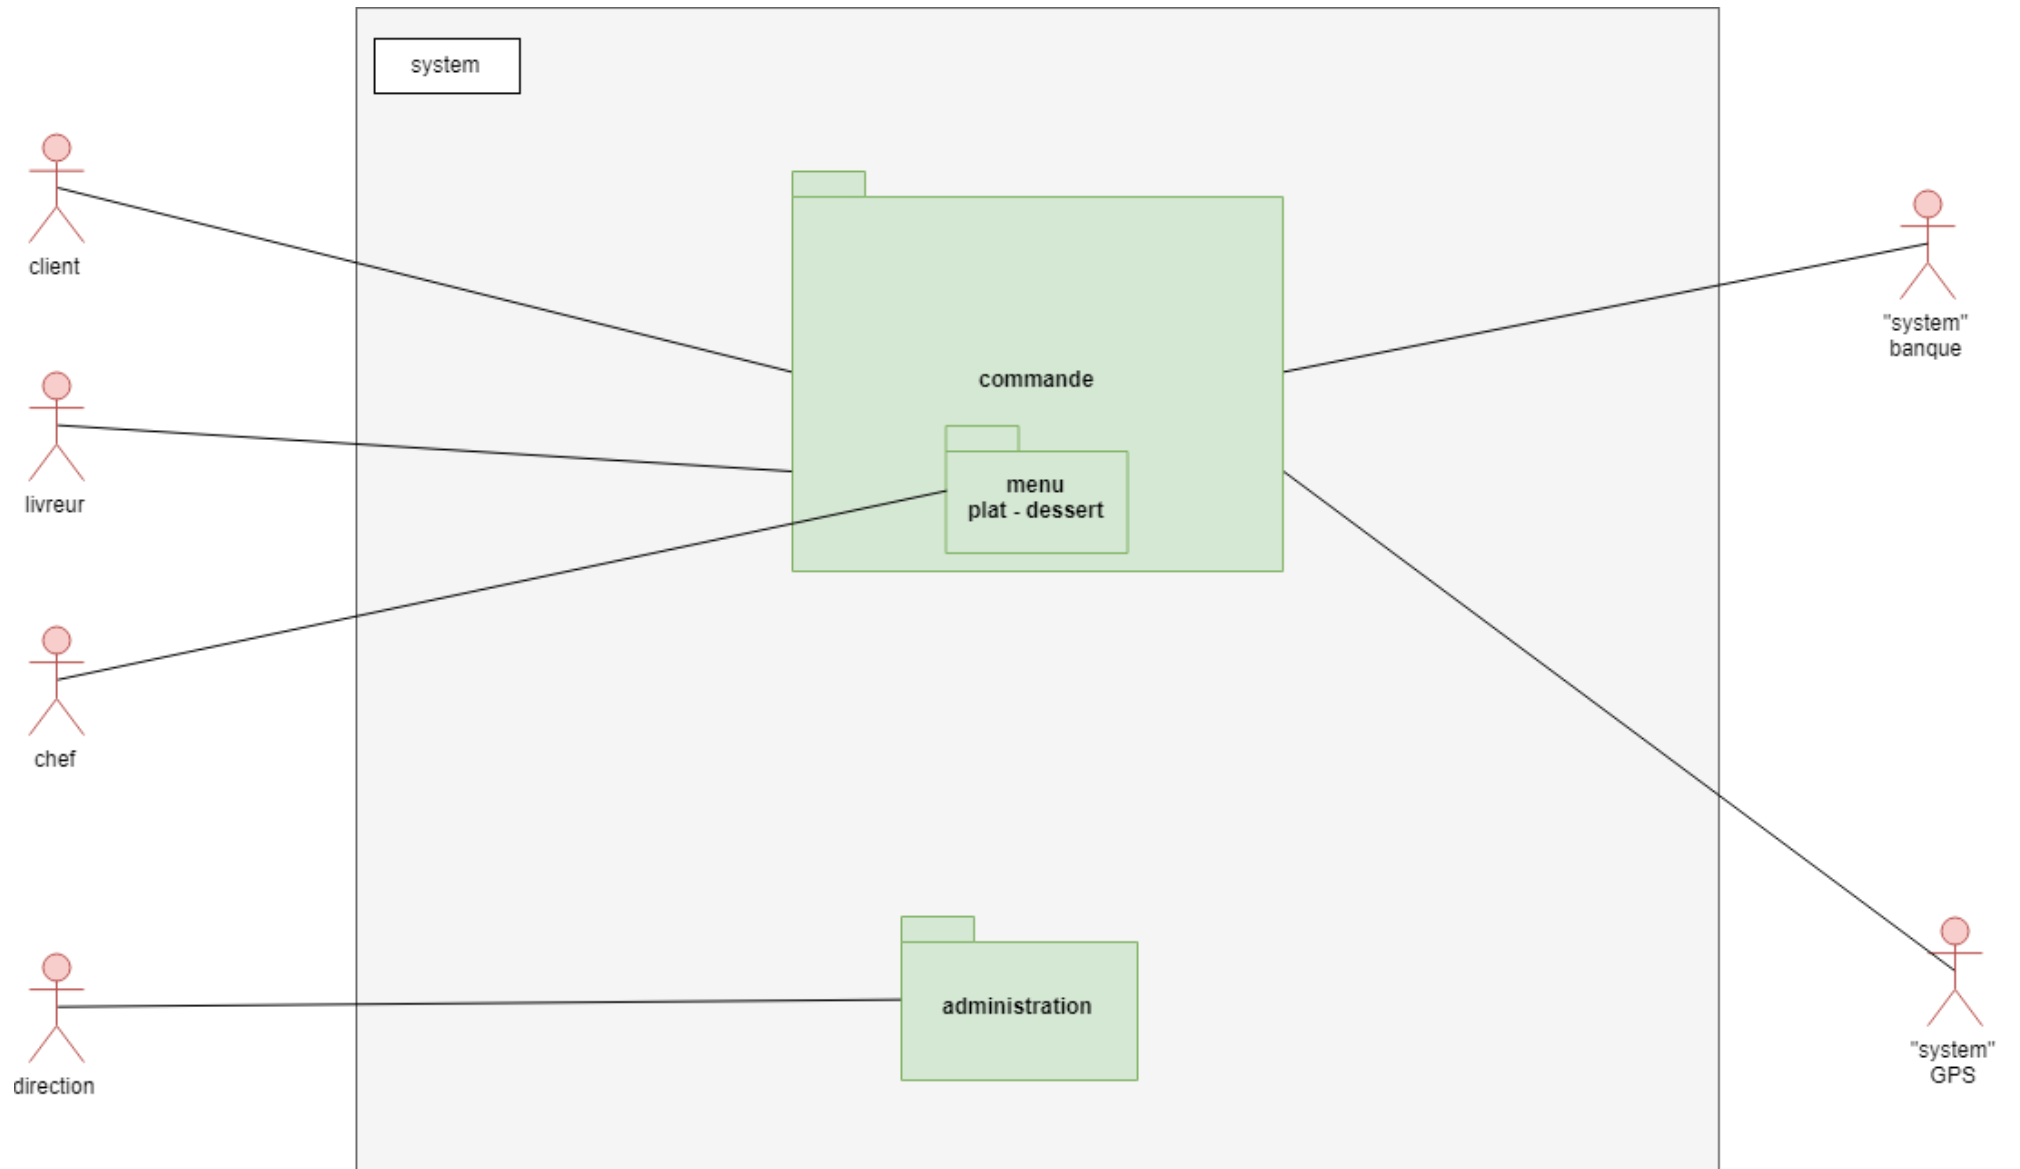 system
client
"system"
banque
commande
livreur
menu
plat - dessert
chef
administration
direction
"system"
GPS